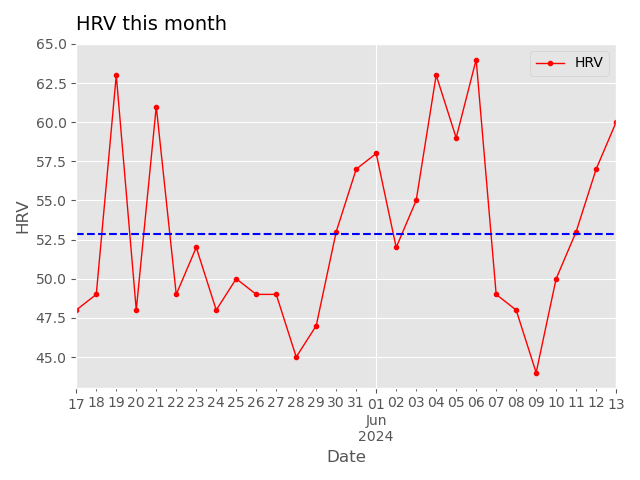 HRV this month
65.0
62.5
60.0
57.5
55.0
52.5
50.0
47.5
45.0
HRV
HRV
17 18 19 20 21 22 23 24 25 26 27 28 29 30 31 01 02 03 04 05 06 07 08 09 10 11 12 13
Jun
2024
Date